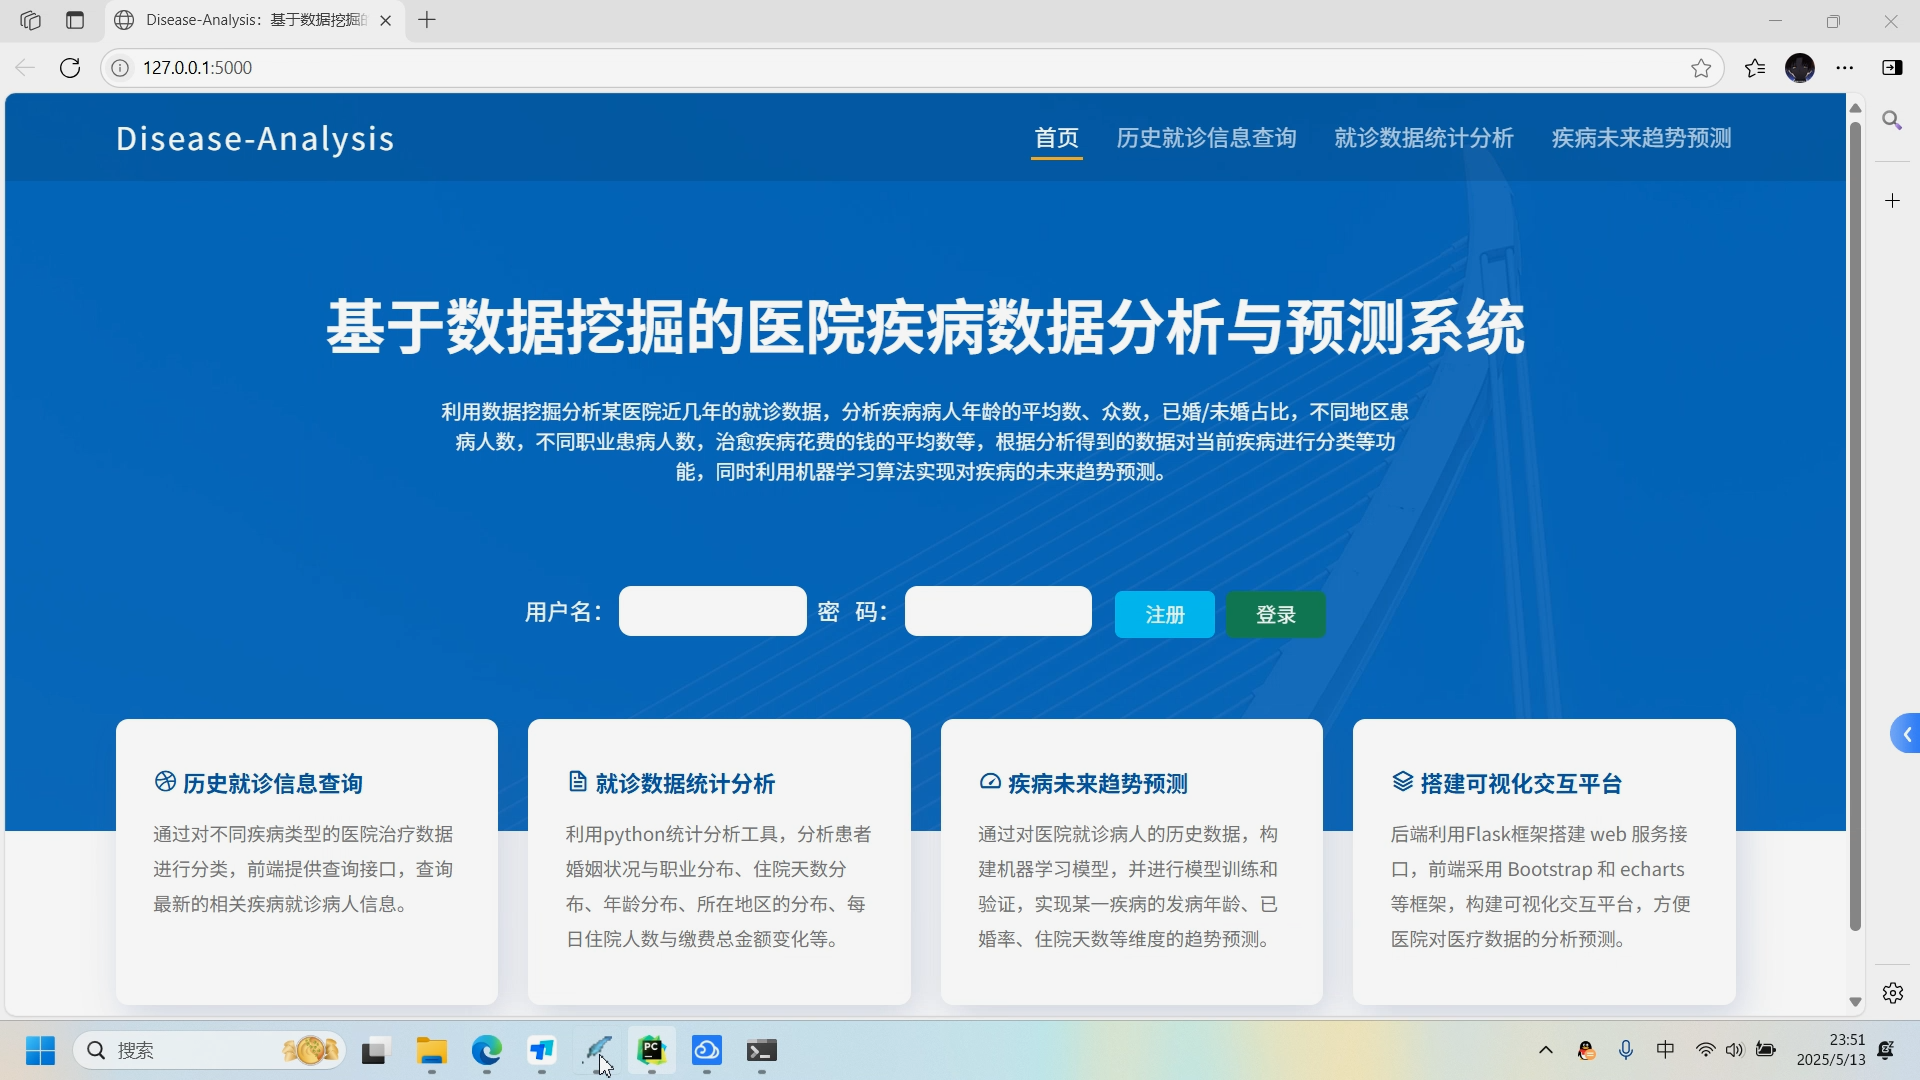 Disease-Analysis：基于数据挖掘
127.0.0.1:5000
Disease-Analysis
首页
历史就诊信息查询
就诊数据统计分析
疾病未来趋势预测
基于数据挖掘的医院疾病数据分析与预测系统
利用数据挖掘分析某医院近几年的就诊数据，分析疾病病人年龄的平均数、众数，已婚/未婚占比，不同地区患
病人数，不同职业患病人数，治愈疾病花费的钱的平均数等，根据分析得到的数据对当前疾病进行分类等功
能，同时利用机器学习算法实现对疾病的未来趋势预测。
用户名：
密 码：
注册
登录
历史就诊信息查询
通过对不同疾病类型的医院治疗数据
进行分类，前端提供查询接口，查询
最新的相关疾病就诊病人信息。
就诊数据统计分析
利用python统计分析工具，分析患者
婚姻状况与职业分布、住院天数分
布、年龄分布、所在地区的分布、每
日住院人数与缴费总金额变化等。
疾病未来趋势预测
通过对医院就诊病人的历史数据，构
建机器学习模型，并进行模型训练和
验证，实现某一疾病的发病年龄、已
婚率、住院天数等维度的趋势预测。
搭建可视化交互平台
后端利用Flask框架搭建 web 服务接
口，前端采用 Bootstrap 和 echarts
等框架，构建可视化交互平台，方便
医院对医疗数据的分析预测。
搜索
PC
中
23:51
2025/5/13